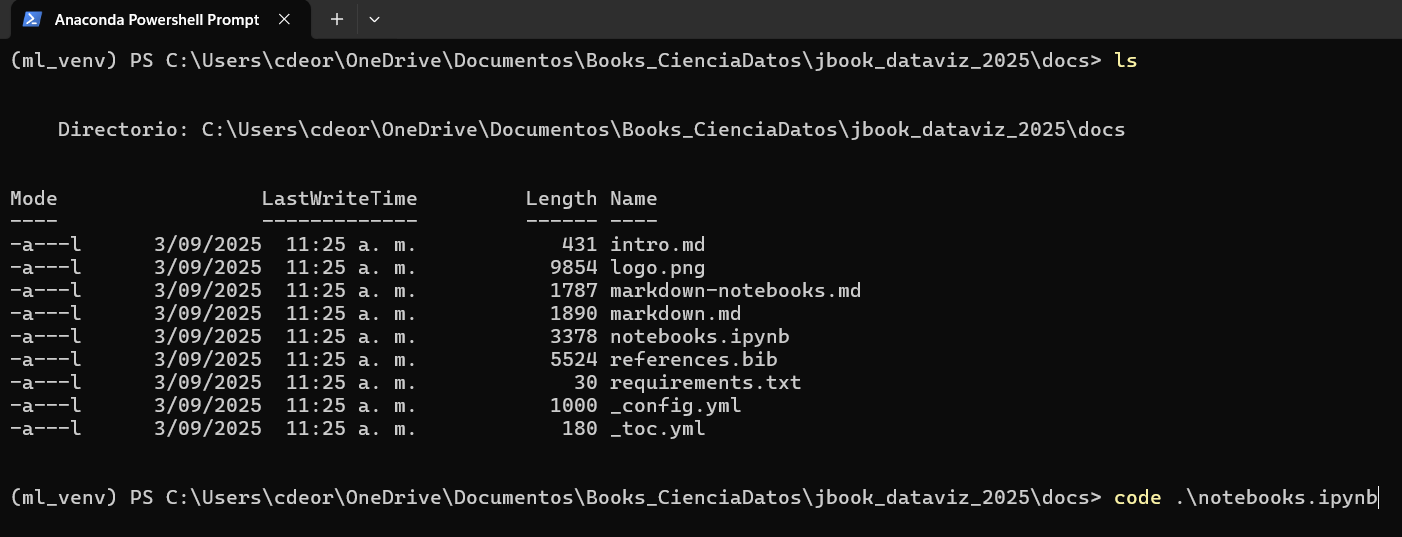 Anaconda Powershell Prompt
(ml_venv) PS C:\Users\cdeor\OneDrive\Documentos\Books_CienciaDatos\jbook_dataviz_2025\docs> ls
Directorio: C:\Users\cdeor\OneDrive\Documentos\Books_CienciaDatos\jbook_dataviz_2025\docs
Mode LastWriteTime Length Name
---- ------------- ------ ----
-a---l 3/09/2025 11:25 a. m. 431 intro.md
-a---l 3/09/2025 11:25 a. m. 9854 logo.png
-a---l 3/09/2025 11:25 a. m. 1787 markdown-notebooks.md
-a---l 3/09/2025 11:25 a. m. 1890 markdown.md
-a---l 3/09/2025 11:25 a. m. 3378 notebooks.ipynb
-a---l 3/09/2025 11:25 a. m. 5524 references.bib
-a---l 3/09/2025 11:25 a. m. 30 requirements.txt
-a---l 3/09/2025 11:25 a. m. 1000 _config.yml
-a---l 3/09/2025 11:25 a. m. 180 _toc.yml
(ml_venv) PS C:\Users\cdeor\OneDrive\Documentos\Books_CienciaDatos\jbook_dataviz_2025\docs> code .\notebooks.ipynb